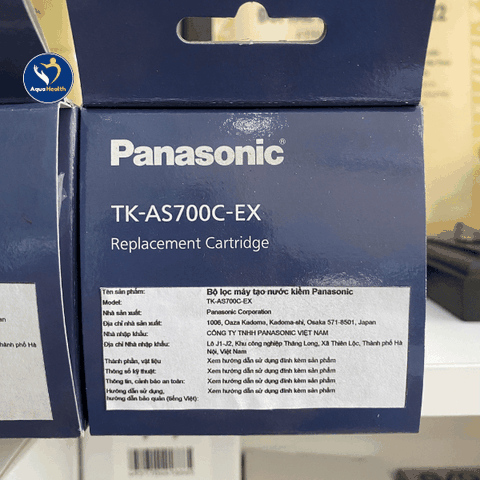 Aqua Health
Panasonic®
TK-AS700C-EX
Replacement Cartridge
Tên sản phẩm: Bộ lọc máy tạo nước kiềm Panasonic
Model: TK-AS700C-EX
Nhà sản xuất: Panasonic Corporation
Địa chỉ nhà sản xuất: 1006, Oaza Kadoma, Kadoma-shi, Osaka 571-8501, Japan
Nhà nhập khẩu: CÔNG TY TNHH PANASONIC VIỆT NAM
Địa chỉ Nhà nhập khẩu: Lô J1-J2, Khu công nghiệp Thăng Long, Xã Thiên Lộc, Thành phố Hà
Nội, Việt Nam
Thành phần, vật liệu Xem hướng dẫn sử dụng đính kèm sản phẩm
Thông số kỹ thuật: Xem hướng dẫn sử dụng đính kèm sản phẩm
Thông tin, cảnh báo an toàn: Xem hướng dẫn sử dụng đính kèm sản phẩm
Hướng dẫn sử dụng, Xem hướng dẫn sử dụng đính kèm sản phẩm
hướng dẫn bảo quản (tiếng Việt):